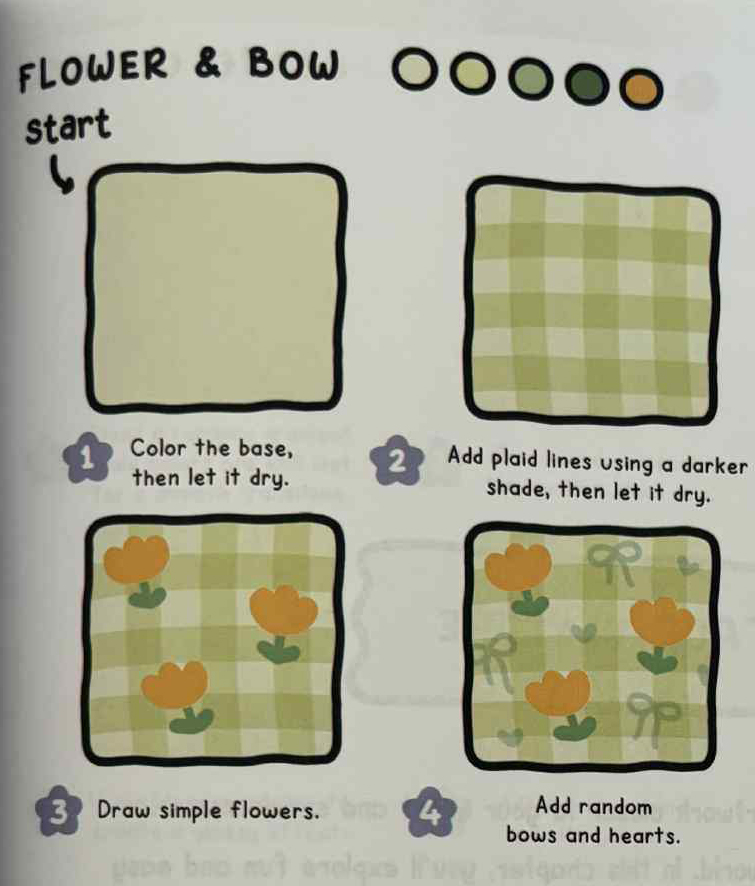 FLOWER & BOW
start
1 Color the base,
then let it dry.
2 Add plaid lines using a darker
shade, then let it dry.
3 Draw simple flowers.
4 Add random
bows and hearts.